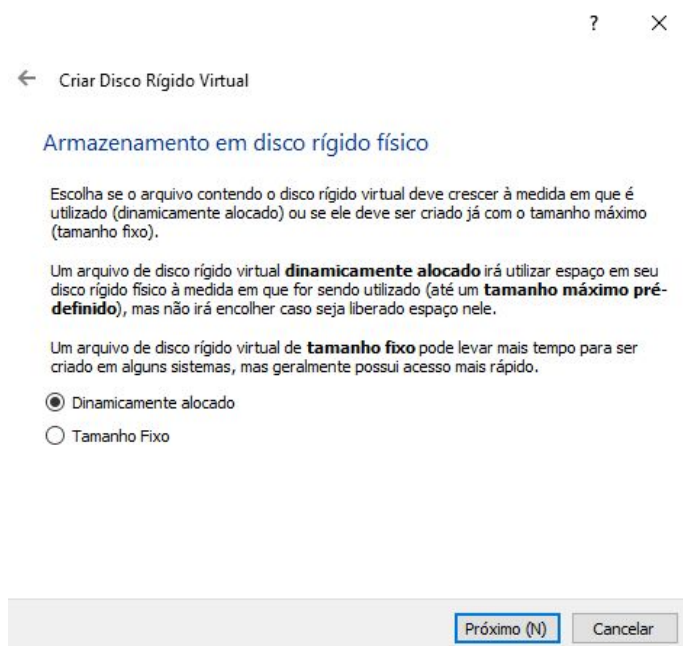 ?
Criar Disco Rígido Virtual
Armazenamento em disco rígido físico
Escolha se o arquivo contendo o disco rígido virtual deve crescer à medida em que é
utilizado (dinamicamente alocado) ou se ele deve ser criado já com o tamanho máximo
(tamanho fixo).
Um arquivo de disco rígido virtual dinamicamente alocado irá utilizar espaço em seu
disco rígido físico à medida em que for sendo utilizado (até um tamanho máximo pré-
definido), mas não irá encolher caso seja liberado espaço nele.
Um arquivo de disco rígido virtual de tamanho fixo pode levar mais tempo para ser
criado em alguns sistemas, mas geralmente possui acesso mais rápido.
Dinamicamente alocado
Tamanho Fixo
Próximo (N) Cancelar